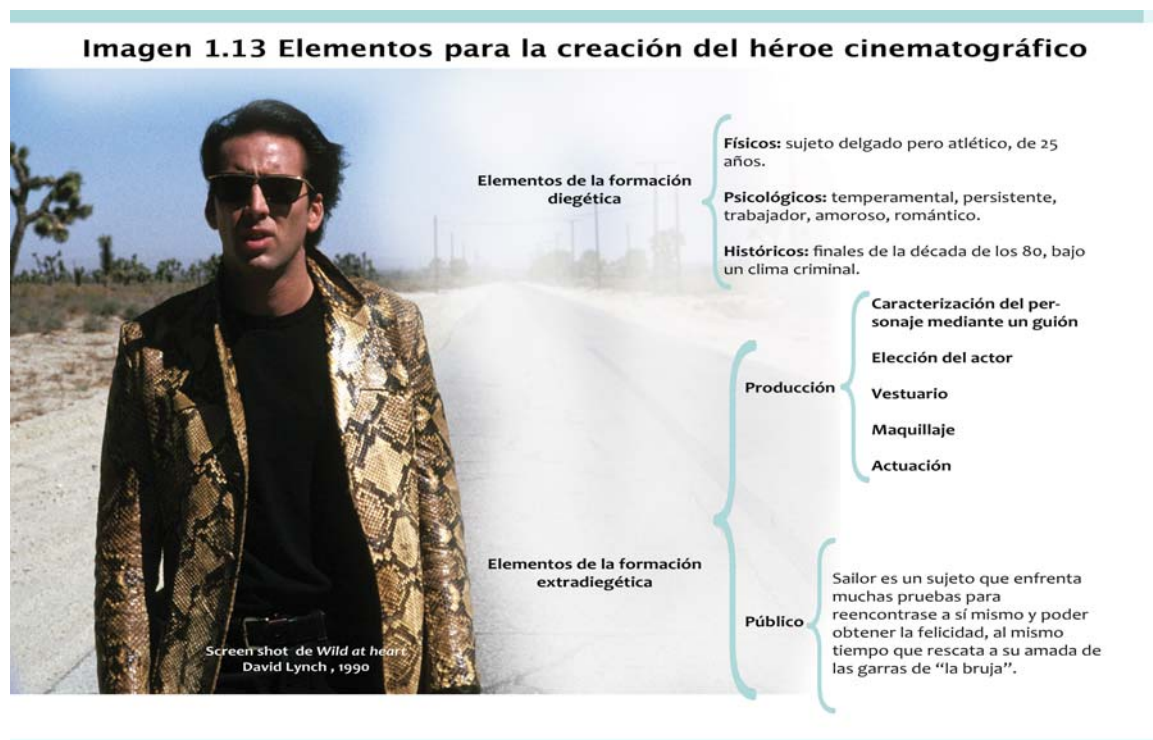 Imagen 1.13 Elementos para la creación del héroe cinematográfico
Elementos de la formación
diegética
Físicos: sujeto delgado pero atlético, de 25
años.
Psicológicos: temperamental, persistente,
trabajador, amoroso, romántico.
Históricos: finales de la década de los 80, bajo
un clima criminal.
Elementos de la formación
extradiegética
Producción
Caracterización del per-
sonaje mediante un guión
Elección del actor
Vestuario
Maquillaje
Actuación
Público
Sailor es un sujeto que enfrenta
muchas pruebas para
reencontrase a sí mismo y poder
obtener la felicidad, al mismo
tiempo que rescata a su amada de
las garras de “la bruja”.
Screen shot de Wild at heart
David Lynch , 1990